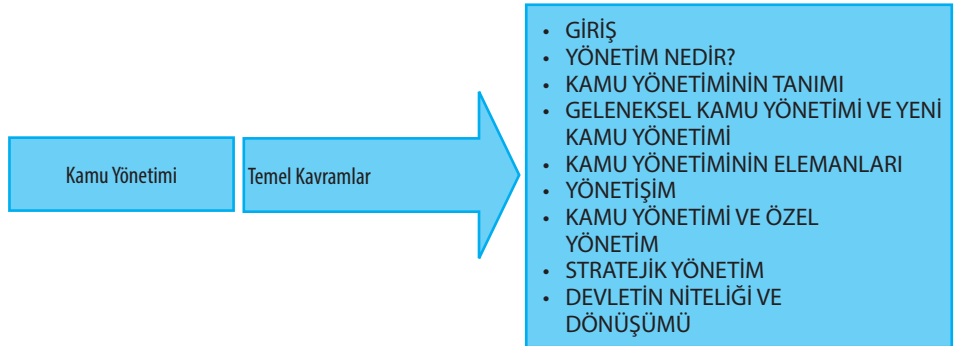 Kamu Yönetimi
Temel Kavramlar
• GİRİŞ
• YÖNETİM NEDİR?
• KAMU YÖNETİMİNİN TANIMI
• GELENEKSEL KAMU YÖNETİMİ VE YENİ
KAMU YÖNETİMİ
• KAMU YÖNETİMİNİN ELEMANLARI
• YÖNETİŞİM
• KAMU YÖNETİMİ VE ÖZEL
YÖNETİM
• STRATEJİK YÖNETİM
• DEVLETİN NİTELİĞİ VE
DÖNÜŞÜMÜ